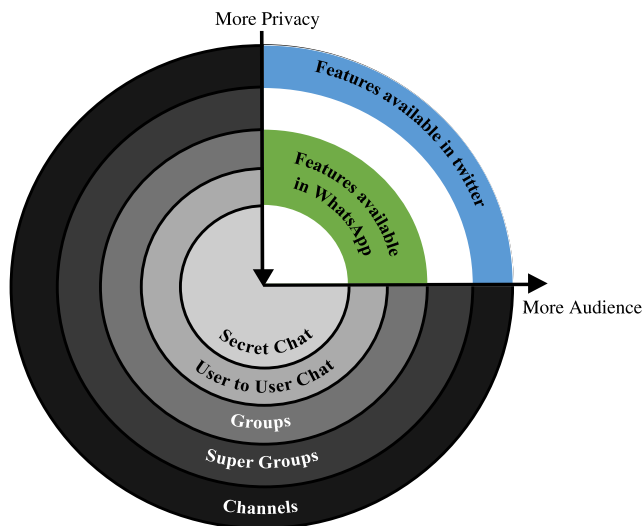 More Privacy
Features available in twitter
Features available
in WhatsApp
More Audience
Secret Chat
User to User Chat
Groups
Super Groups
Channels